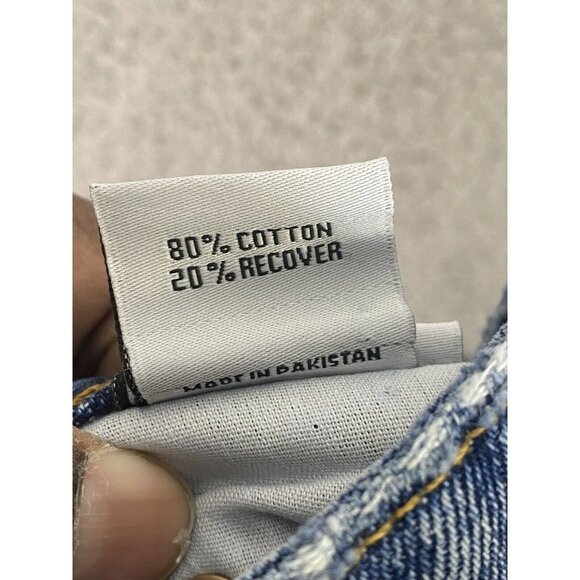 80% COTTON
20% RECOVER
MADE IN PAKISTAN